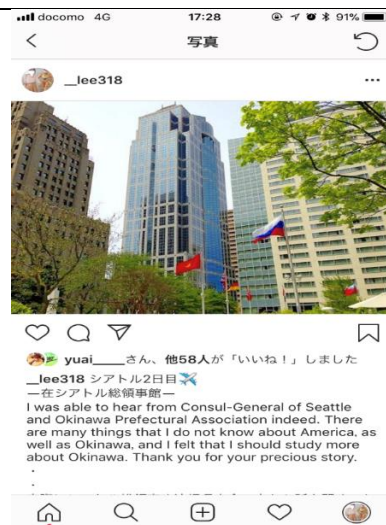 docomo 4G 17:28 91%
写真
__lee318
yuai____さん、他58人が「いいね！」しました
__lee318 シアトル2日目✈️
—在シアトル総領事館—
I was able to hear from Consul-General of Seattle
and Okinawa Prefectural Association indeed. There
are many things that I do not know about America, as
well as Okinawa, and I felt that I should study more
about Okinawa. Thank you for your precious story.
.
.